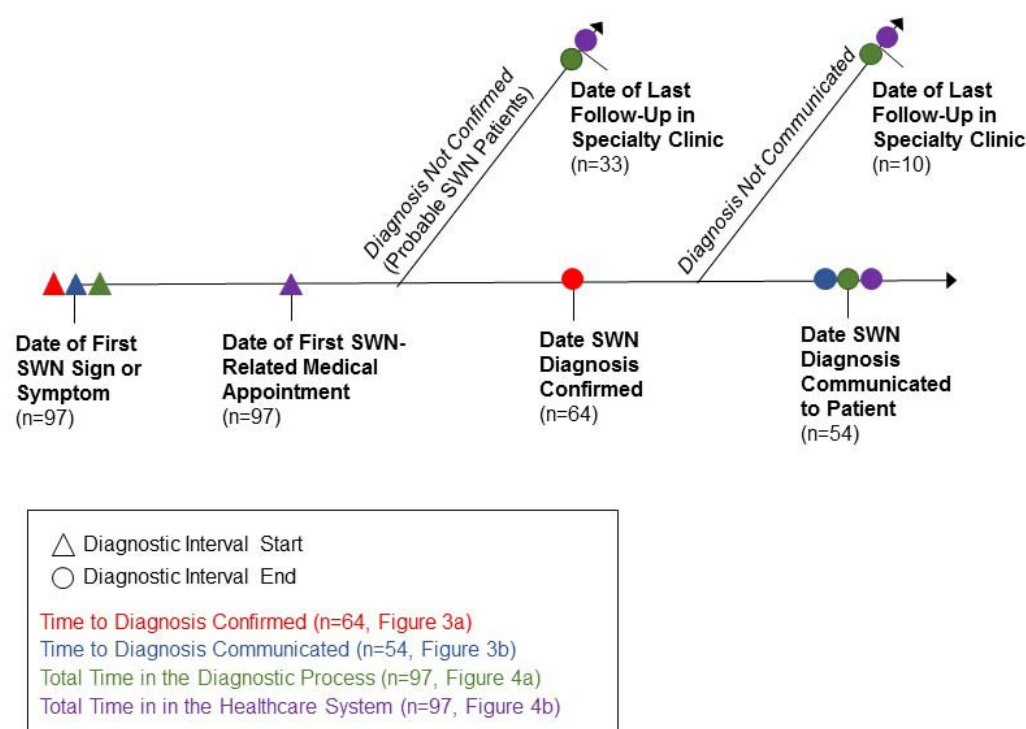 Diagnosis Not Confirmed
(Probable SWN Patients)
Date of Last
Follow-Up in
Specialty Clinic
(n=33)
Diagnosis Not Communicated
Date of Last
Follow-Up in
Specialty Clinic
(n=10)
Date of First
SWN Sign or
Symptom
(n=97)
Date of First SWN-
Related Medical
Appointment
(n=97)
Date SWN
Diagnosis
Confirmed
(n=64)
Date SWN
Diagnosis
Communicated
to Patient
(n=54)
Diagnostic Interval Start
Diagnostic Interval End
Time to Diagnosis Confirmed (n=64, Figure 3a)
Time to Diagnosis Communicated (n=54, Figure 3b)
Total Time in the Diagnostic Process (n=97, Figure 4a)
Total Time in in the Healthcare System (n=97, Figure 4b)